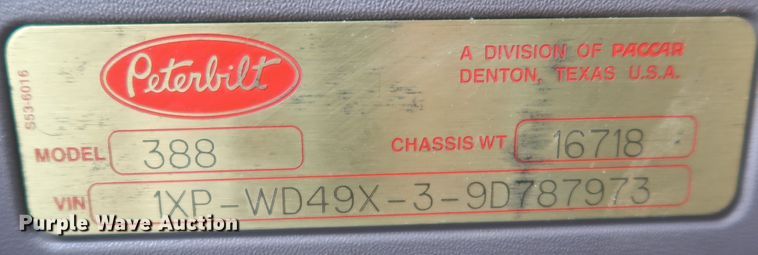 Peterbilt
A DIVISION OF PACCAR
DENTON, TEXAS U.S.A.
S53-6016
MODEL 388
CHASSIS WT 16718
VIN 1XP-WD49X-3-9D787973
Purple Wave Auction